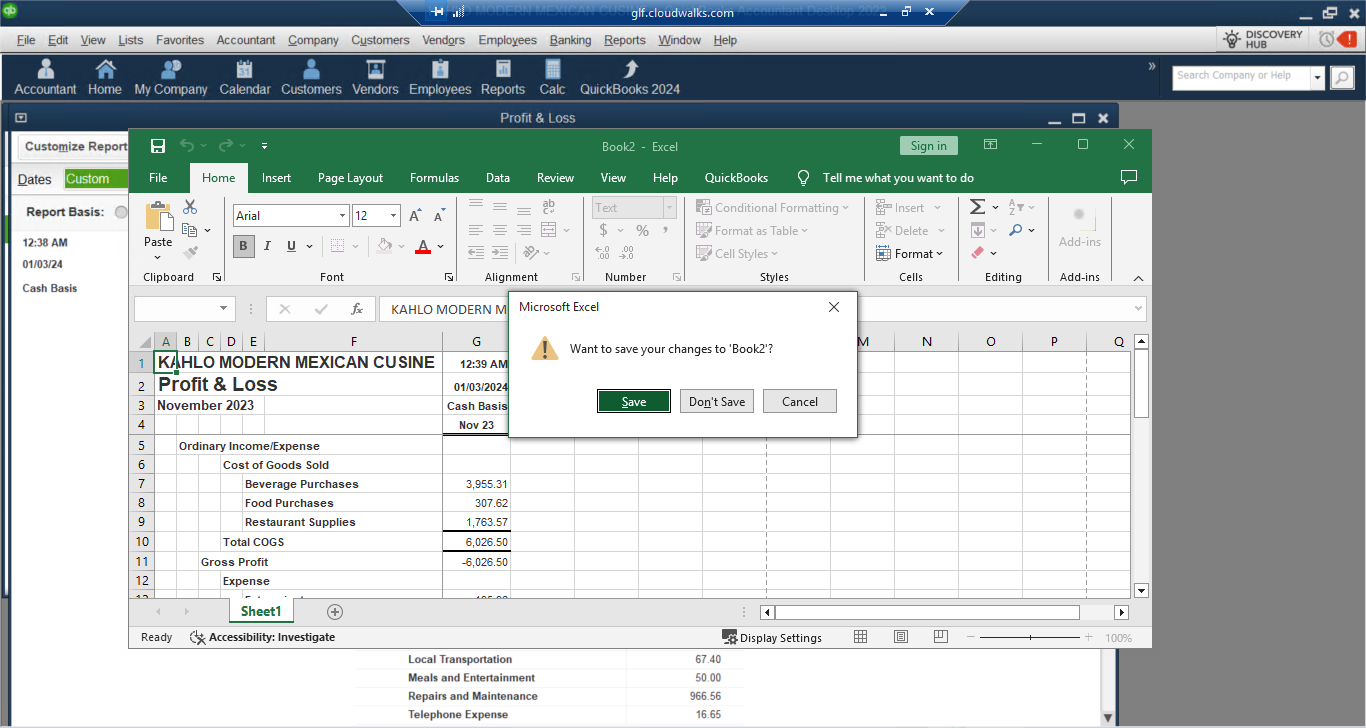 glf.cloudwalks.com
File Edit View Lists Favorites Accountant Company Customers Vendors Employees Banking Reports Window Help
DISCOVERY
HUB
Accountant Home My Company Calendar Customers Vendors Employees Reports Calc QuickBooks 2024
Search Company or Help
Profit & Loss
Customize Report
Dates Custom
Report Basis:
12:38 AM
01/03/24
Cash Basis
Book2 - Excel
Sign in
File Home Insert Page Layout Formulas Data Review View Help QuickBooks Tell me what you want to do
Paste
Clipboard
Arial 12
B I U
Font
Alignment
Text
$ % ,
Number
Conditional Formatting
Format as Table
Cell Styles
Styles
Insert
Delete
Format
Cells
Editing
Add-ins
Add-ins
fx KAHLO MODERN M
Microsoft Excel
Want to save your changes to 'Book2'?
Save Don't Save Cancel
A B C D E F G M N O P Q
1 KAHLO MODERN MEXICAN CUSINE 12:39 AM
2 Profit & Loss 01/03/2024
3 November 2023 Cash Basis
4 Nov 23
5 Ordinary Income/Expense
6 Cost of Goods Sold
7 Beverage Purchases 3,955.31
8 Food Purchases 307.62
9 Restaurant Supplies 1,763.57
10 Total COGS 6,026.50
11 Gross Profit -6,026.50
12 Expense
Sheet1
Ready Accessibility: Investigate Display Settings 100%
Local Transportation 67.40
Meals and Entertainment 50.00
Repairs and Maintenance 966.56
Telephone Expense 16.65